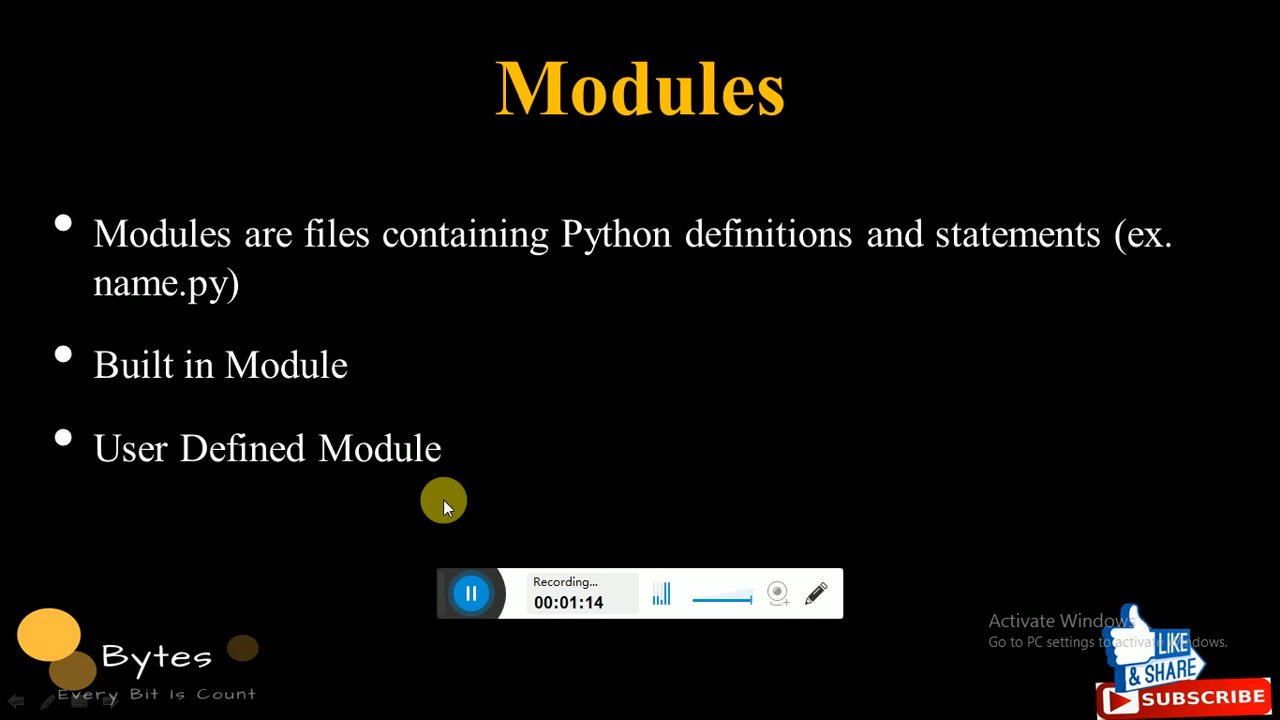 Modules
• Modules are files containing Python definitions and statements (ex.
name.py)
• Built in Module
• User Defined Module
Recording...
00:01:14
Activate Windows
Go to PC settings to activate Windows.
LIKE
& SHARE
SUBSCRIBE
Bytes
Every Bit Is Count